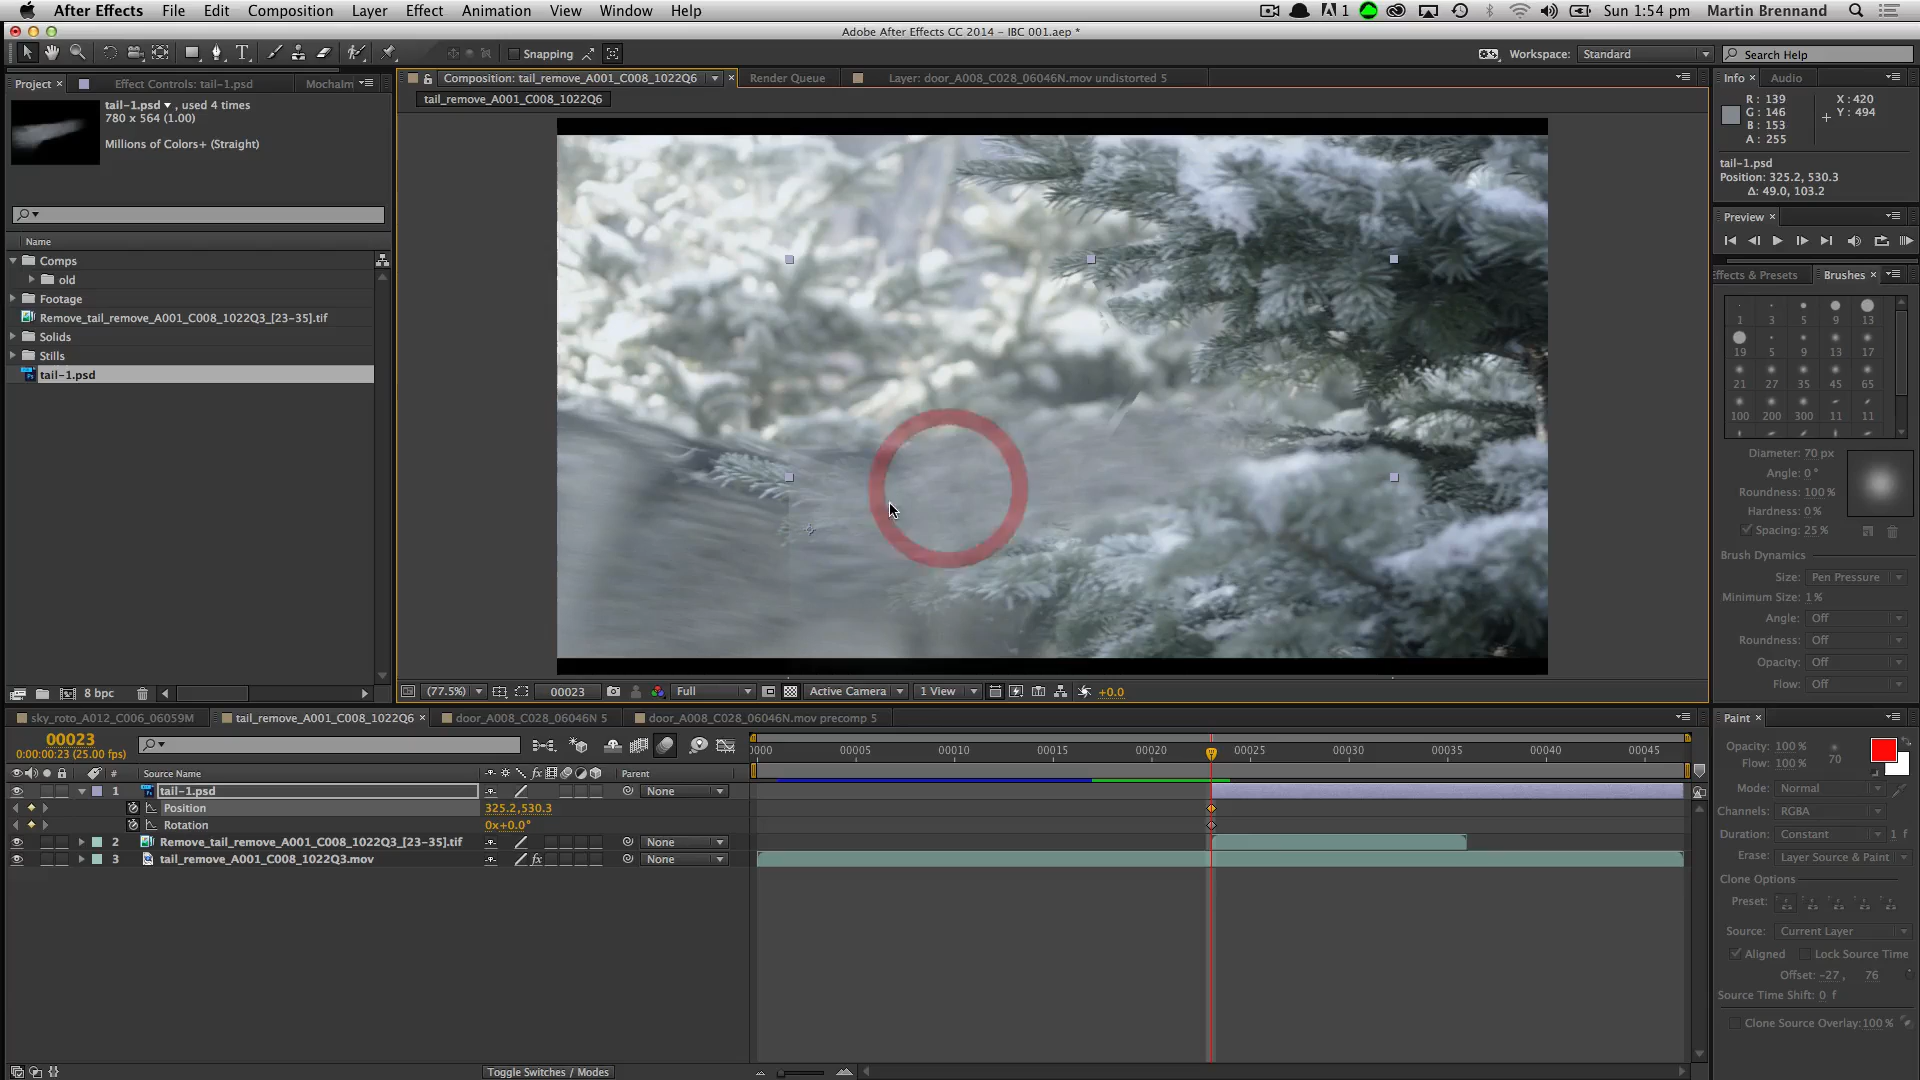 After Effects File Edit Composition Layer Effect Animation View Window Help
1 Sun 1:54 pm Martin Brennand
Adobe After Effects CC 2014 – IBC 001.aep *
Snapping
Workspace: Standard
Search Help
Project × Effect Controls: tail-1.psd MochaIm
Composition: tail_remove_A001_C008_1022Q6 × Render Queue Layer: door_A008_C028_06046N.mov undistorted 5
tail_remove_A001_C008_1022Q6
tail-1.psd , used 4 times
780 x 564 (1.00)
Millions of Colors+ (Straight)
Name
Comps
old
Footage
Remove_tail_remove_A001_C008_1022Q3_[23-35].tif
Solids
Stills
tail-1.psd
8 bpc
(77.5%) 00023 Full Active Camera 1 View +0.0
Info × Audio
R : 139
G : 146
B : 153
A : 255
X : 420
Y : 494
tail-1.psd
Position: 325.2, 530.3
Δ: 49.0, 103.2
Preview ×
Effects & Presets Brushes ×
1 3 5 9 13
19 5 9 13 17
21 27 35 45 65
100 200 300 11 11
Diameter: 70 px
Angle: 0 °
Roundness: 100 %
Hardness: 0 %
Spacing: 25 %
Brush Dynamics
Size: Pen Pressure
Minimum Size: 1 %
Angle: Off
Roundness: Off
Opacity: Off
Flow: Off
sky_roto_A012_C006_06059M tail_remove_A001_C008_1022Q6 × door_A008_C028_06046N 5 door_A008_C028_06046N.mov precomp 5
00023
0:00:00:23 (25.00 fps)
0000 00005 00010 00015 00020 00025 00030 00035 00040 00045
# Source Name fx Parent
1 tail-1.psd None
Position 325.2,530.3
Rotation 0x+0.0°
2 Remove_tail_remove_A001_C008_1022Q3_[23-35].tif None
3 tail_remove_A001_C008_1022Q3.mov fx None
Toggle Switches / Modes
Paint ×
Opacity: 100 %
Flow: 100 %
70
Mode: Normal
Channels: RGBA
Duration: Constant 1 f
Erase: Layer Source & Paint
Clone Options
Preset:
Source: Current Layer
Aligned Lock Source Time
Offset: -27 , 76
Source Time Shift: 0 f
Clone Source Overlay: 100 %